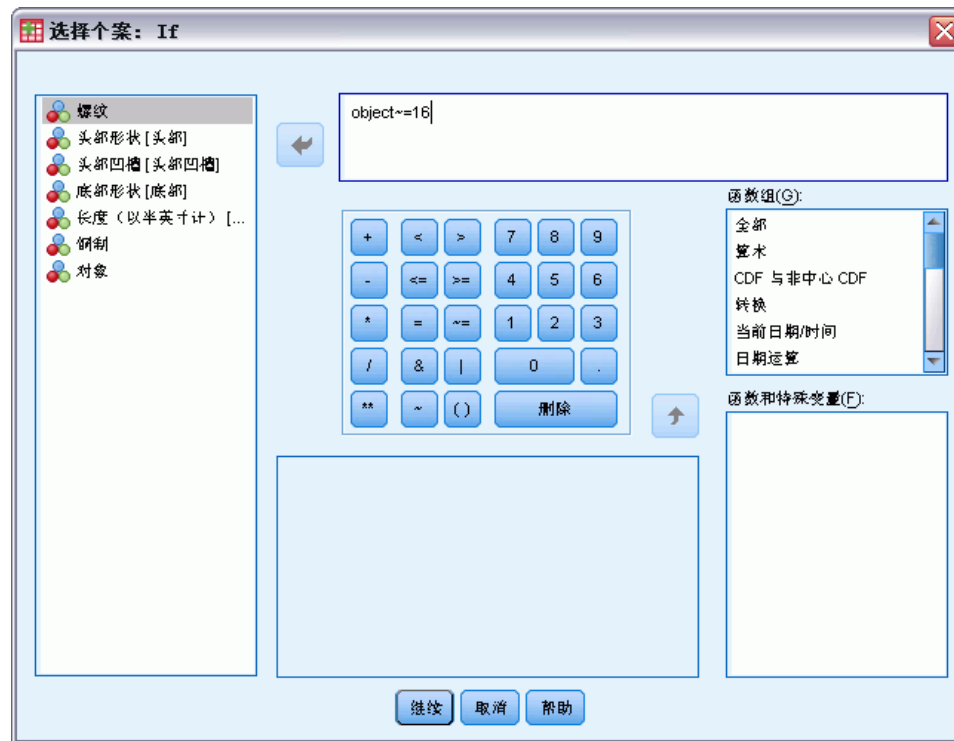 选择个案: If
螺纹
头部形状 [头部]
头部凹槽 [头部凹槽]
底部形状 [底部]
长度（以半英寸计）[...
铜制
对象
object~=16
+ < > 7 8 9
- <= >= 4 5 6
* = ~= 1 2 3
/ & | 0 .
** ~ ( ) 删除
函数组(G):
全部
算术
CDF 与非中心 CDF
转换
当前日期/时间
日期运算
函数和特殊变量(F):
继续 取消 帮助